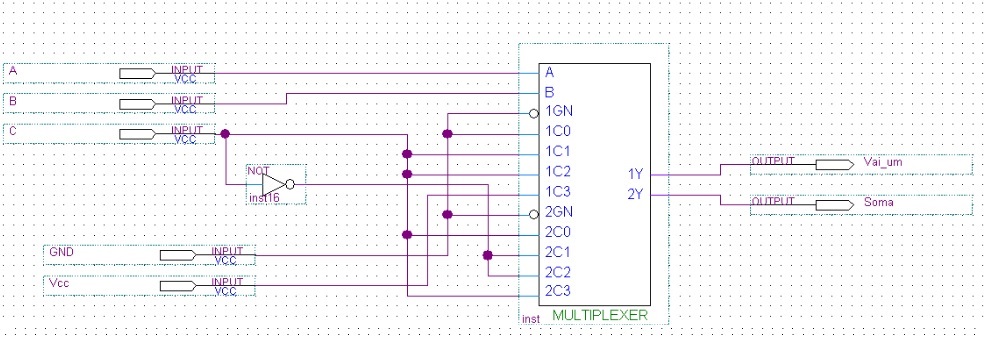 A INPUT VCC
B INPUT VCC
C INPUT VCC
NOT
inst16
GND INPUT VCC
Vcc INPUT VCC
A
B
1GN
1C0
1C1
1C2
1C3
2GN
2C0
2C1
2C2
2C3
1Y
2Y
inst MULTIPLEXER
OUTPUT Vai_um
OUTPUT Soma